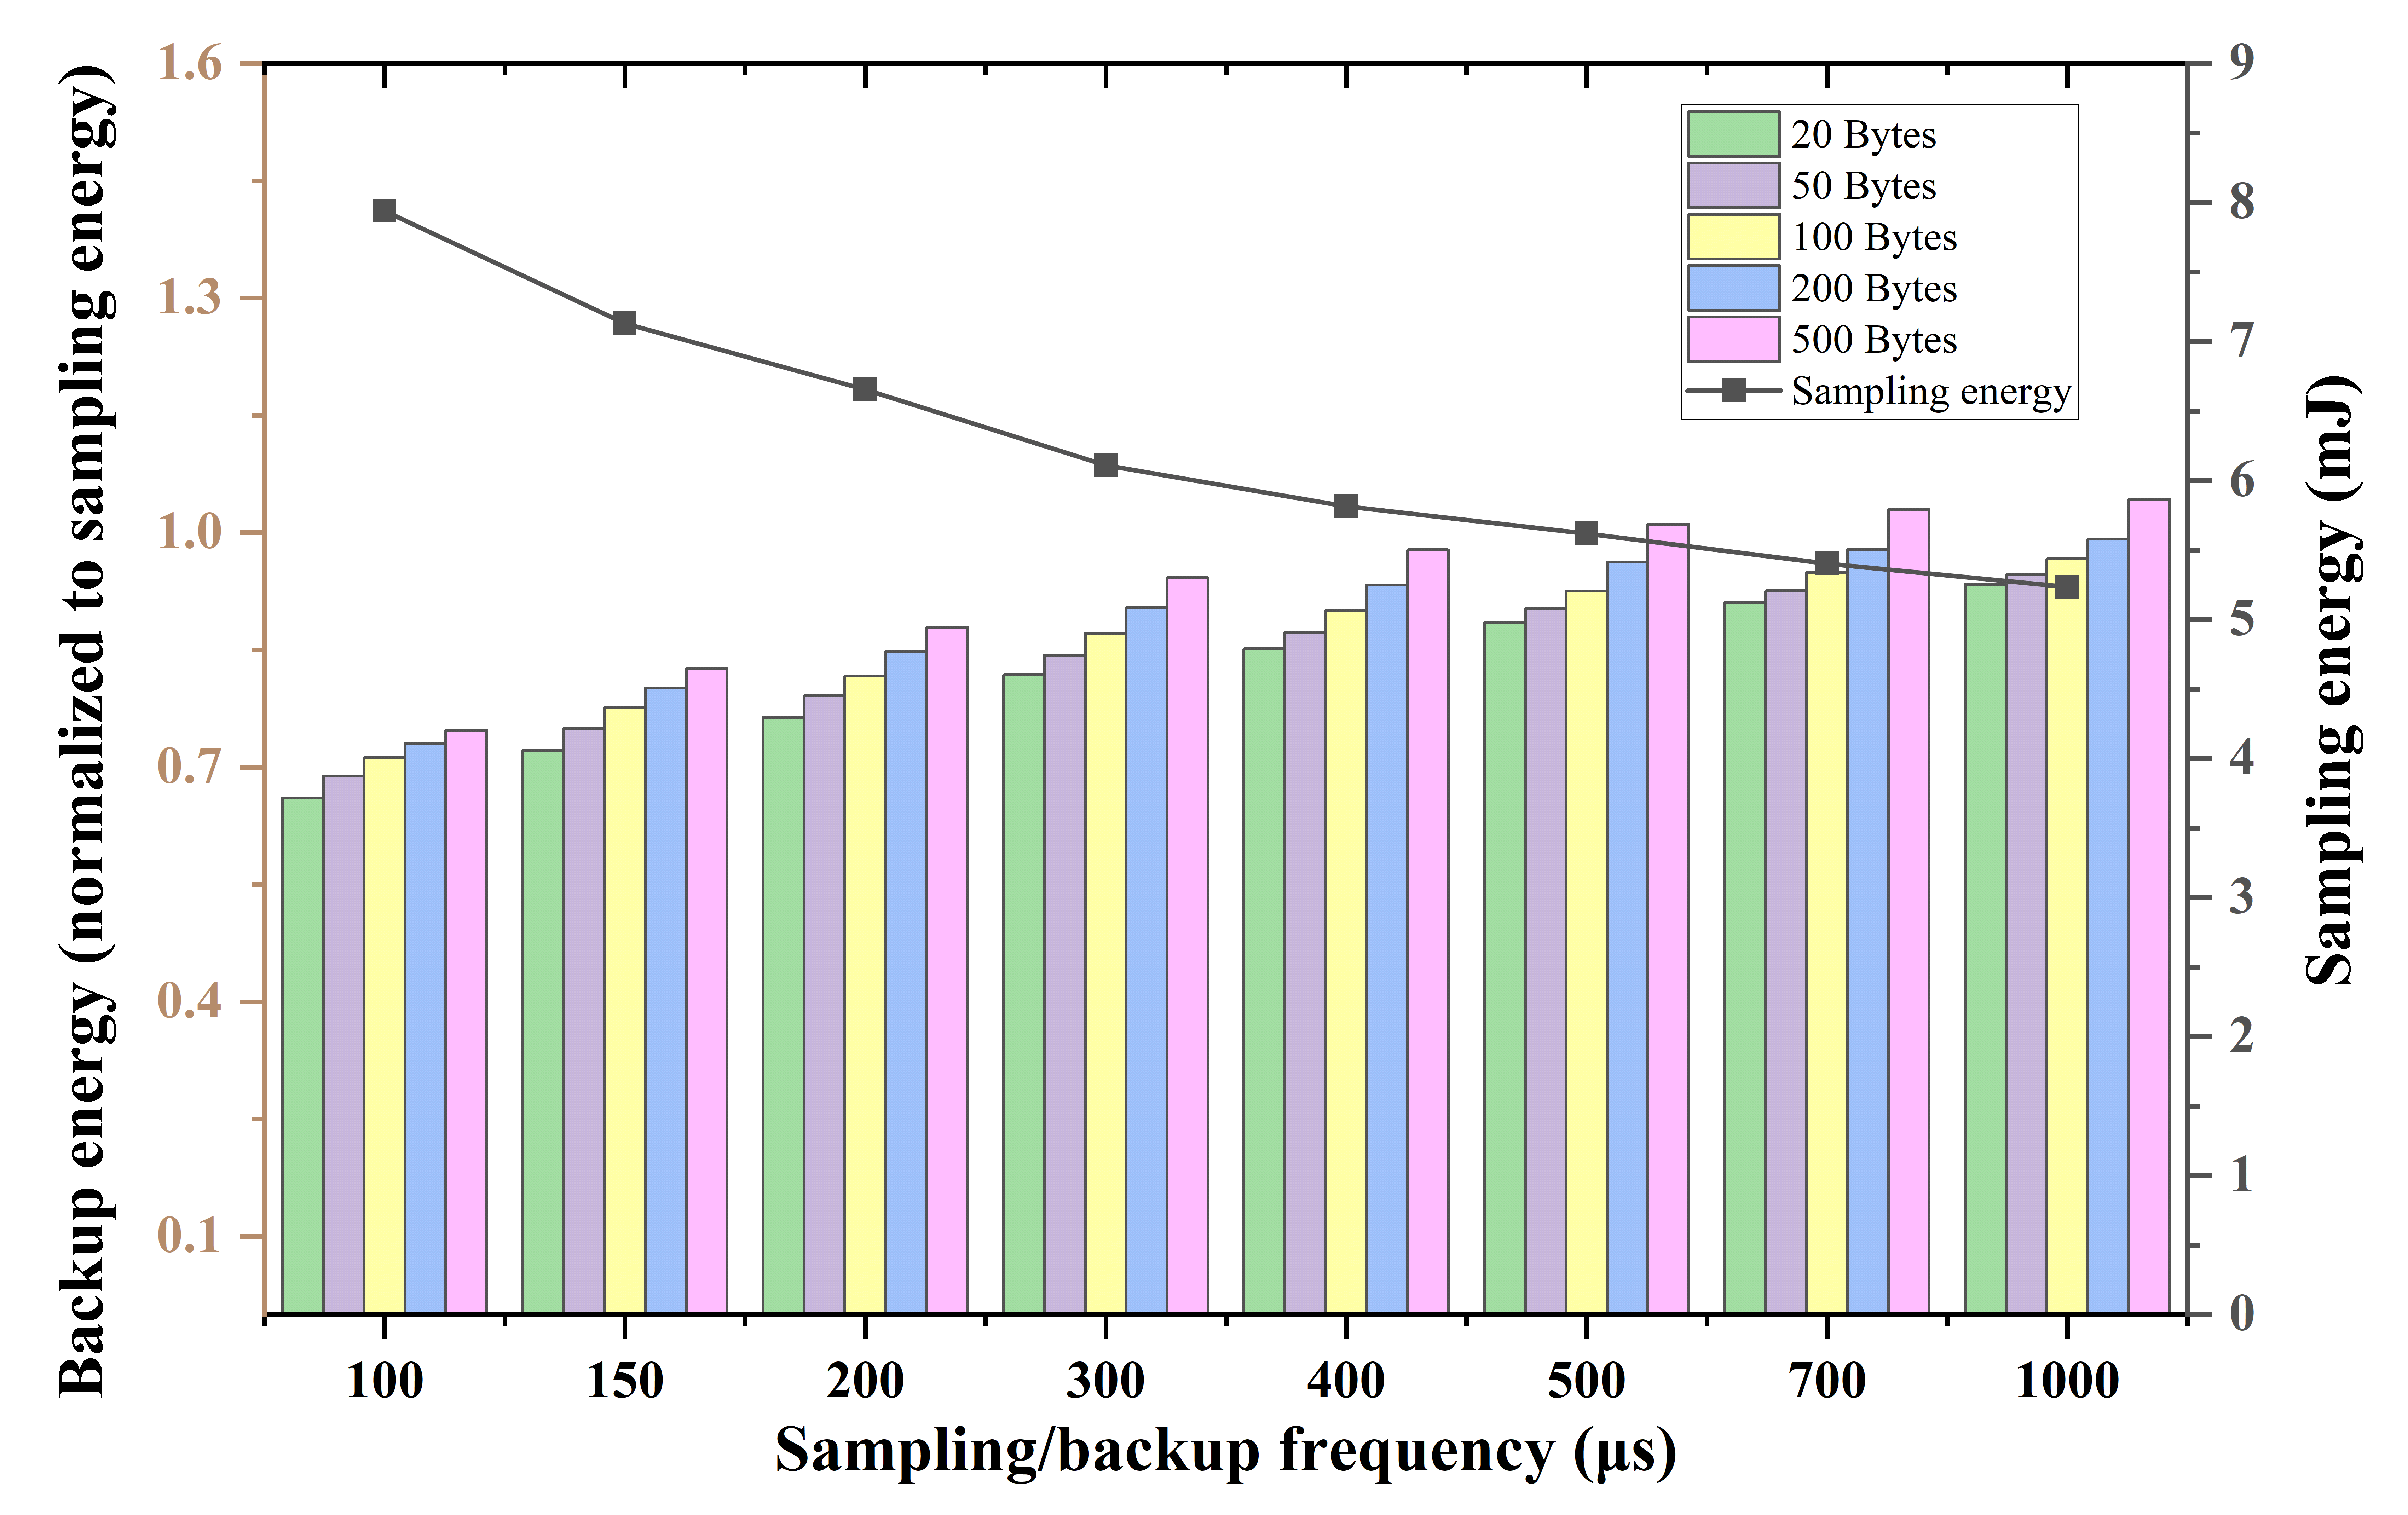 Backup energy (normalized to sampling energy)
1.6
1.3
1.0
0.7
0.4
0.1
20 Bytes
50 Bytes
100 Bytes
200 Bytes
500 Bytes
Sampling energy
9
8
7
6
5
4
3
2
1
0
Sampling energy (mJ)
100 150 200 300 400 500 700 1000
Sampling/backup frequency (μs)